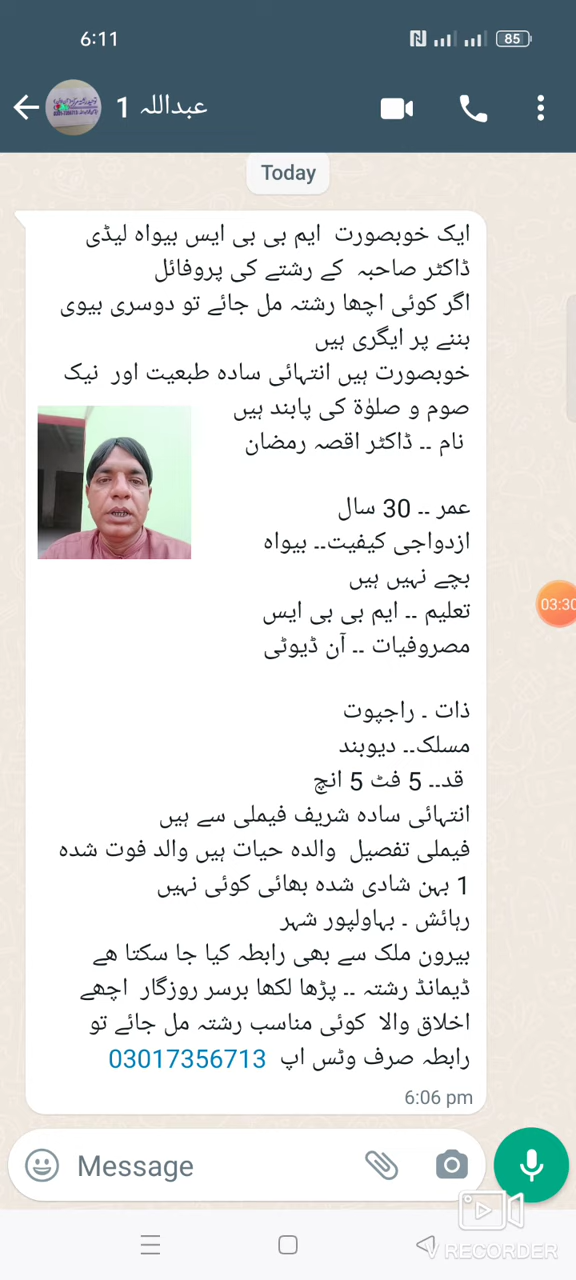 6:11
85
عبداللہ 1
Today
ایک خوبصورت ایم بی بی ایس بیواہ لیڈی
ڈاکٹر صاحبہ کے رشتے کی پروفائل
اگر کوئی اچھا رشتہ مل جائے تو دوسری بیوی
بننے پر ایگری ہیں
خوبصورت ہیں انتہائی سادہ طبعیت اور نیک
صوم و صلوٰة کی پابند ہیں
نام ۔۔ ڈاکٹر اقصہ رمضان
عمر ۔۔ 30 سال
ازدواجی کیفیت۔۔ بیواہ
بچے نہیں ہیں
تعلیم ۔۔ ایم بی بی ایس
مصروفیات ۔۔ آن ڈیوٹی
ذات ۔ راجپوت
مسلک۔۔ دیوبند
قد۔۔ 5 فٹ 5 انچ
انتہائی سادہ شریف فیملی سے ہیں
فیملی تفصیل والدہ حیات ہیں والد فوت شدہ
1 بہن شادی شدہ بھائی کوئی نہیں
رہائش ۔ بہاولپور شہر
بیرون ملک سے بھی رابطہ کیا جا سکتا ھے
ڈیمانڈ رشتہ ۔۔ پڑھا لکھا برسر روزگار اچھے
اخلاق والا کوئی مناسب رشتہ مل جائے تو
رابطہ صرف وٹس اپ 03017356713
6:06 pm
03:30
Message
V RECORDER